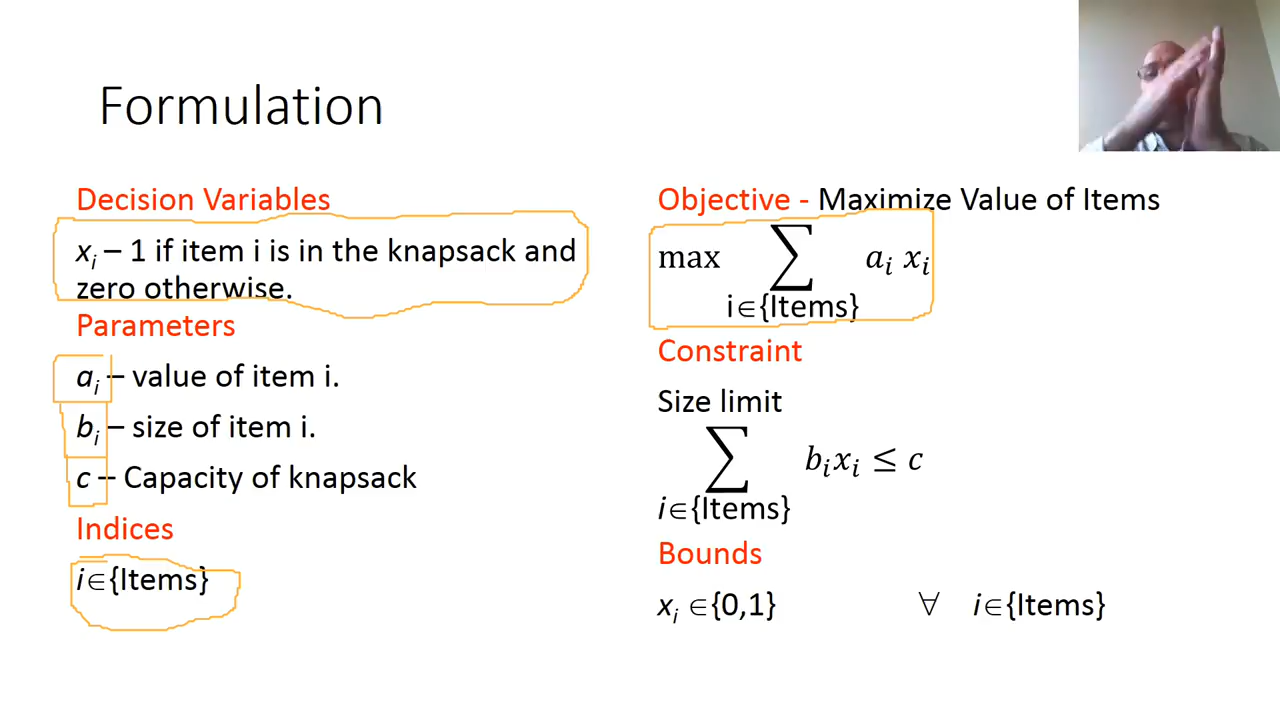 Formulation
Decision Variables
xᵢ – 1 if item i is in the knapsack and
zero otherwise.
Parameters
aᵢ – value of item i.
bᵢ – size of item i.
c – Capacity of knapsack
Indices
i∈{Items}
Objective - Maximize Value of Items
max ∑ aᵢ xᵢ
i∈{Items}
Constraint
Size limit
∑ bᵢxᵢ ≤ c
i∈{Items}
Bounds
xᵢ ∈{0,1} ∀ i∈{Items}